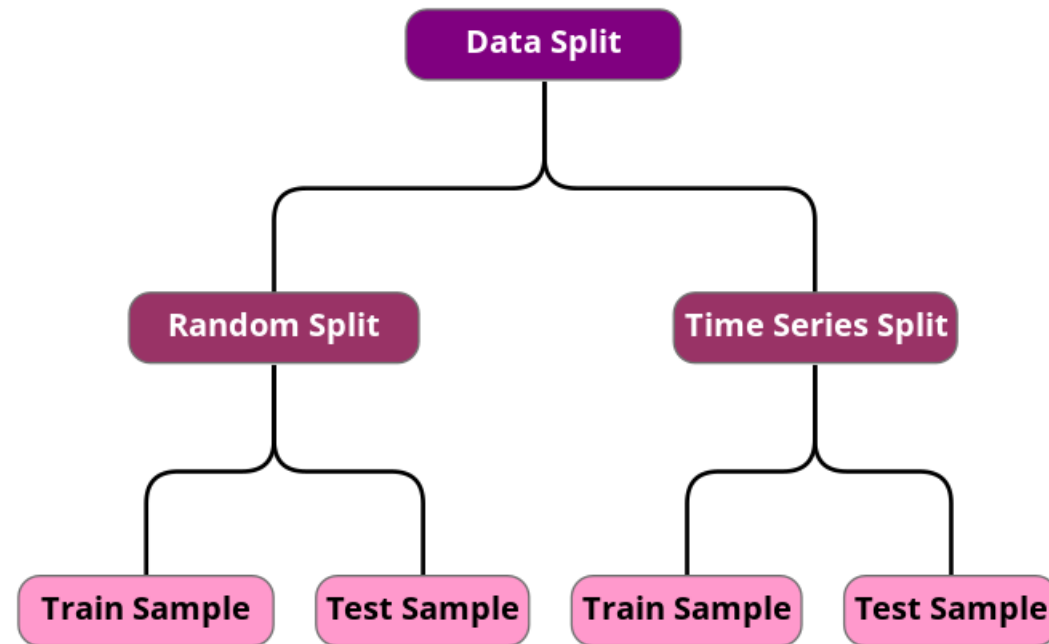 Data Split
Random Split
Time Series Split
Train Sample
Test Sample
Train Sample
Test Sample